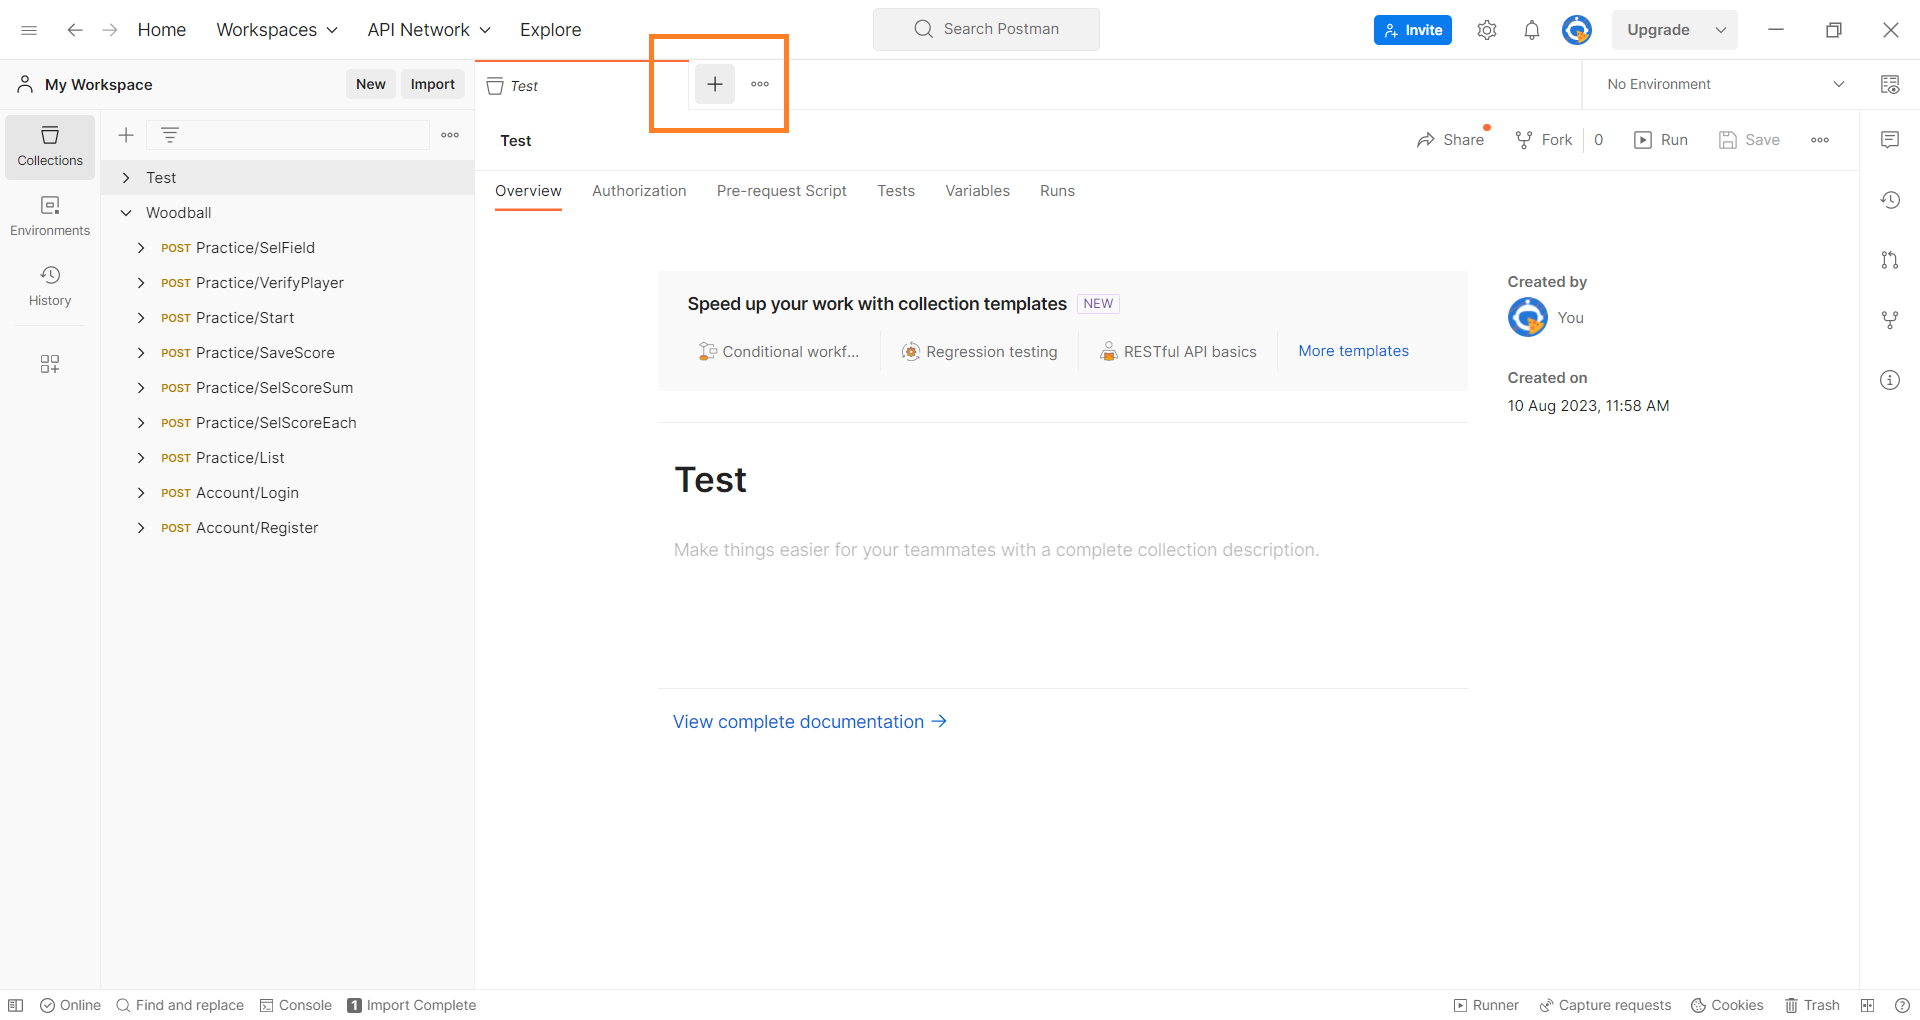 Home
Workspaces
API Network
Explore
Search Postman
Invite
Upgrade
My Workspace
New
Import
Test
No Environment
Collections
Environments
History
Test
Woodball
POST Practice/SelField
POST Practice/VerifyPlayer
POST Practice/Start
POST Practice/SaveScore
POST Practice/SelScoreSum
POST Practice/SelScoreEach
POST Practice/List
POST Account/Login
POST Account/Register
Test
Share
Fork
0
Run
Save
Overview
Authorization
Pre-request Script
Tests
Variables
Runs
Speed up your work with collection templates NEW
Conditional workf...
Regression testing
RESTful API basics
More templates
Test
Make things easier for your teammates with a complete collection description.
View complete documentation →
Created by
You
Created on
10 Aug 2023, 11:58 AM
Online
Find and replace
Console
1 Import Complete
Runner
Capture requests
Cookies
Trash